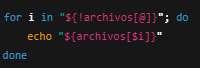 for i in "${!archivos[@]}"; do
    echo "${archivos[$i]}"
done